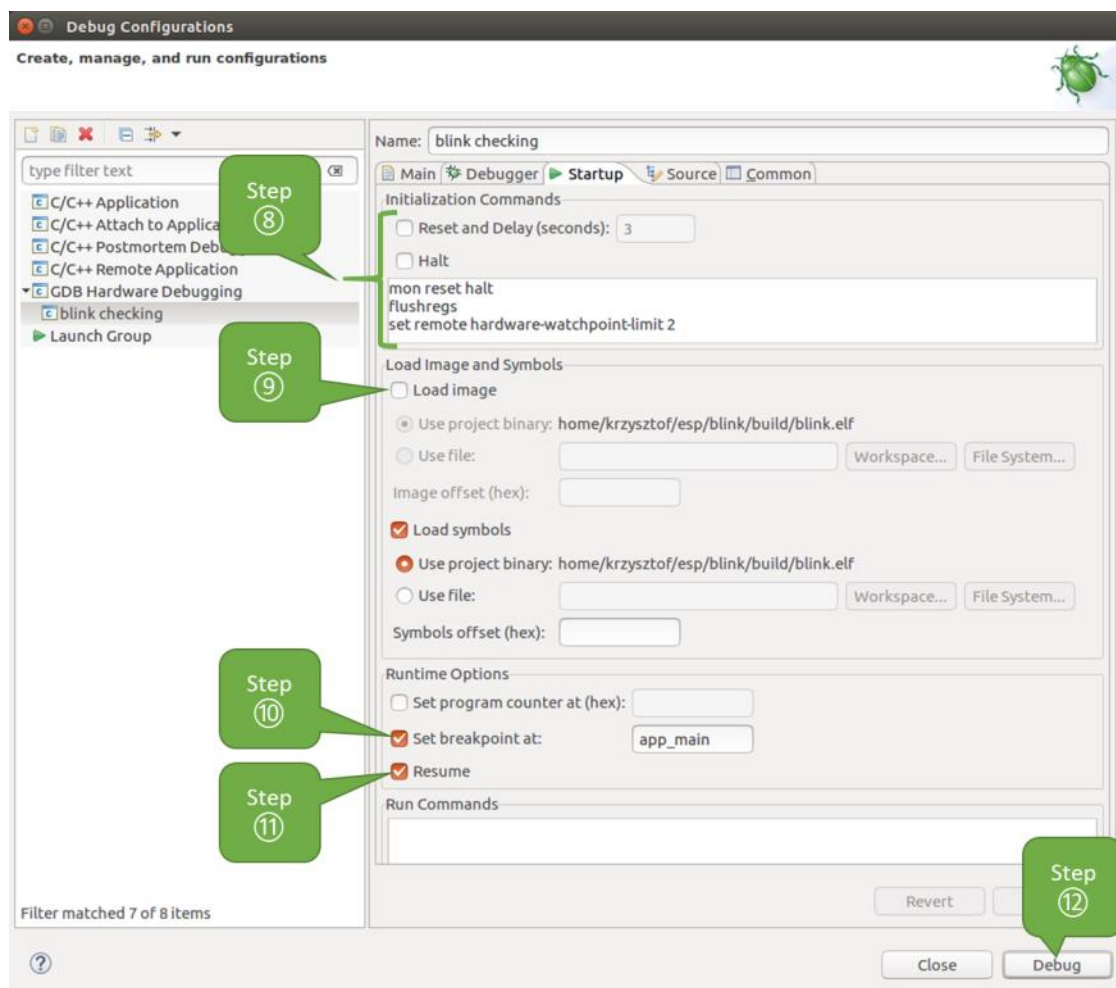 Debug Configurations
Create, manage, and run configurations
type filter text
C/C++ Application
C/C++ Attach to Applica
C/C++ Postmortem Debu
C/C++ Remote Application
GDB Hardware Debugging
blink checking
Launch Group
Filter matched 7 of 8 items
Step
⑧
Step
⑨
Step
⑩
Step
⑪
Name: blink checking
Main Debugger Startup Source Common
Initialization Commands
Reset and Delay (seconds): 3
Halt
mon reset halt
flushregs
set remote hardware-watchpoint-limit 2
Load Image and Symbols
Load image
Use project binary: home/krzysztof/esp/blink/build/blink.elf
Use file: Workspace... File System...
Image offset (hex):
Load symbols
Use project binary: home/krzysztof/esp/blink/build/blink.elf
Use file: Workspace... File System...
Symbols offset (hex):
Runtime Options
Set program counter at (hex):
Set breakpoint at: app_main
Resume
Run Commands
Step
⑫
Revert
? Close Debug